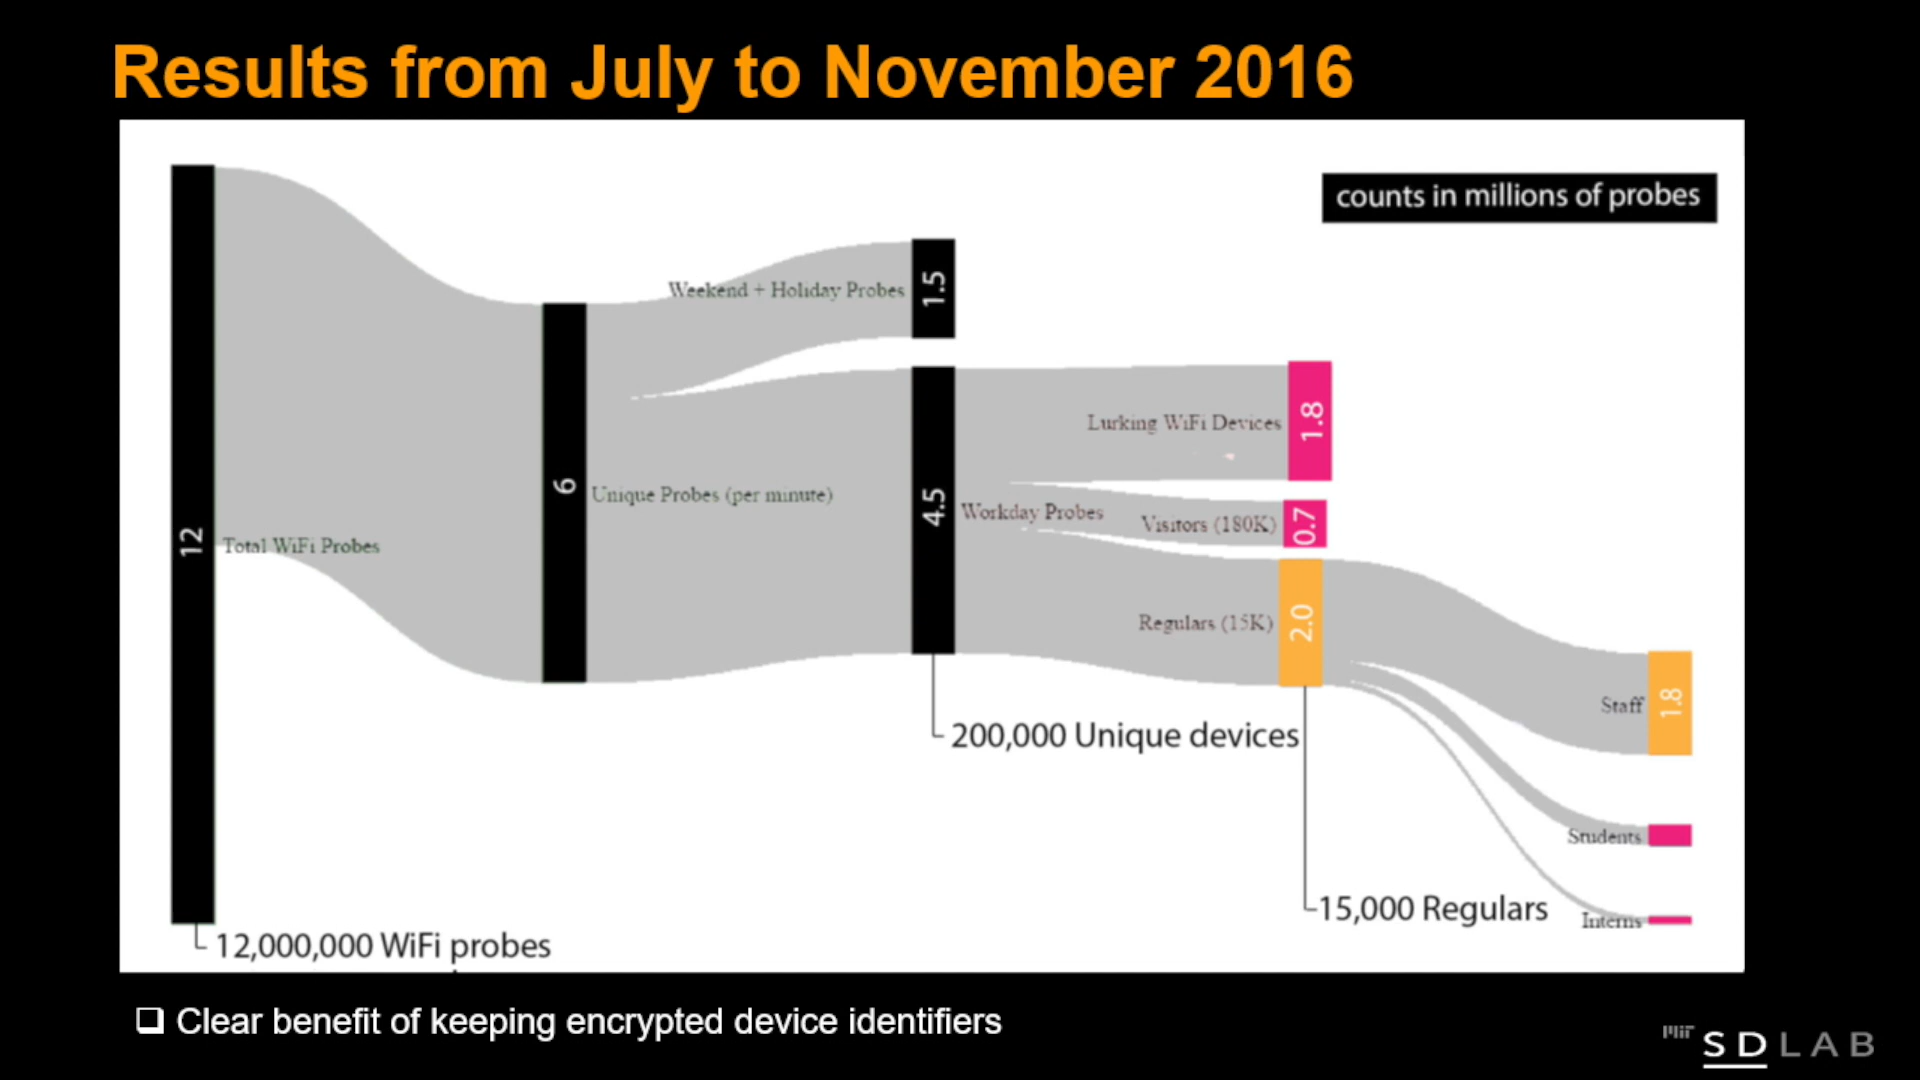 Results from July to November 2016
counts in millions of probes
12
Total WiFi Probes
12,000,000 WiFi probes
6
Unique Probes (per minute)
Weekend + Holiday Probes
1.5
4.5
Workday Probes
200,000 Unique devices
Lurking WiFi Devices
1.8
Visitors (180K)
0.7
Regulars (15K)
2.0
15,000 Regulars
Staff
1.8
Students
Interns
Clear benefit of keeping encrypted device identifiers
MIT
SDLAB